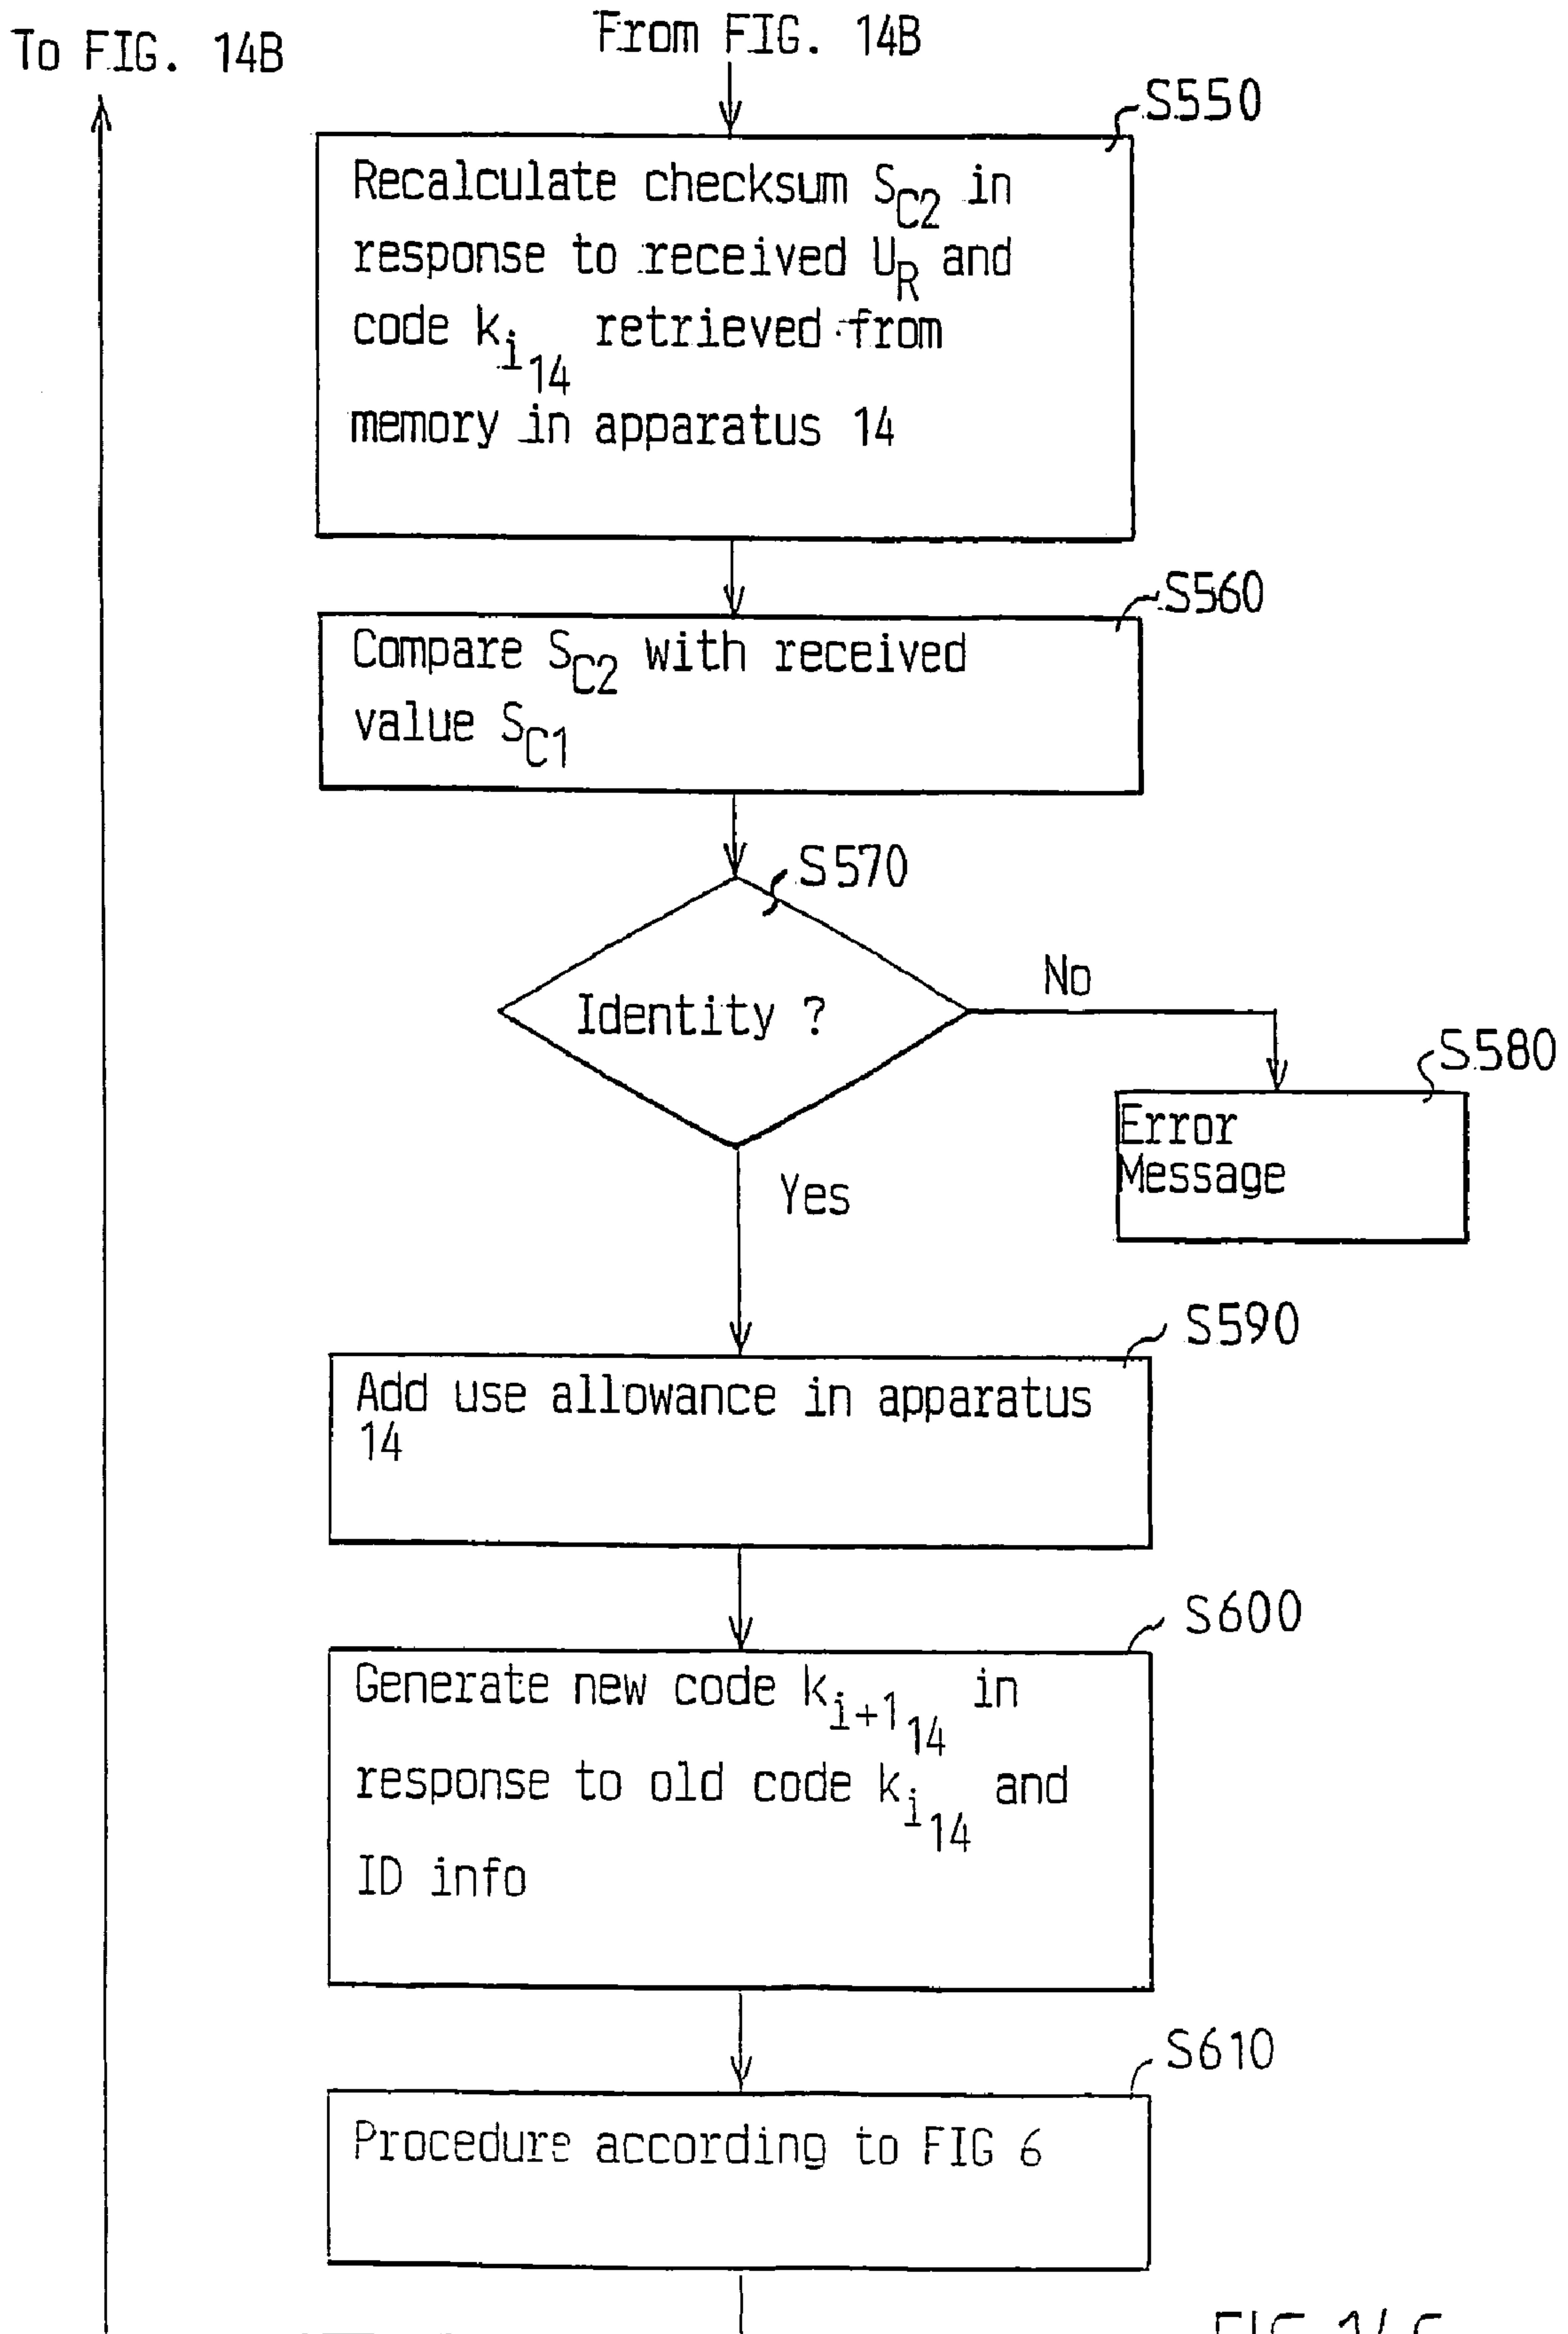 To FIG. 14B
From FIG. 14B
S550
Recalculate checksum S_C2 in
response to received U_R and
code k_i_14 retrieved from
memory in apparatus 14
S560
Compare S_C2 with received
value S_C1
S570
Identity ?
No
S580
Error
Message
Yes
S590
Add use allowance in apparatus
14
S600
Generate new code k_i+1_14 in
response to old code k_i_14 and
ID info
S610
Procedure according to FIG 6